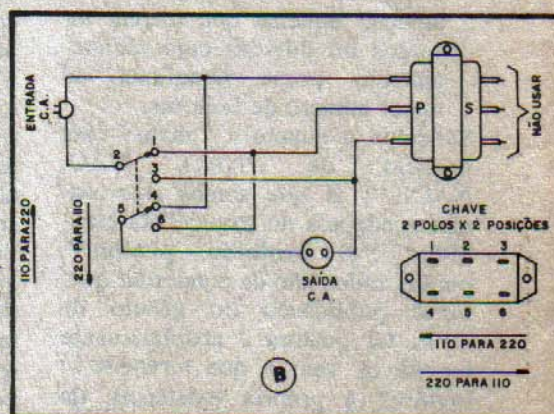 ENTRADA
C.A.
P
S
NÃO USAR
1
2
3
4
5
6
110 PARA 220
220 PARA 110
SAÍDA
C.A.
CHAVE
2 POLOS X 2 POSIÇÕES
1 2 3
4 5 6
110 PARA 220
220 PARA 110
B